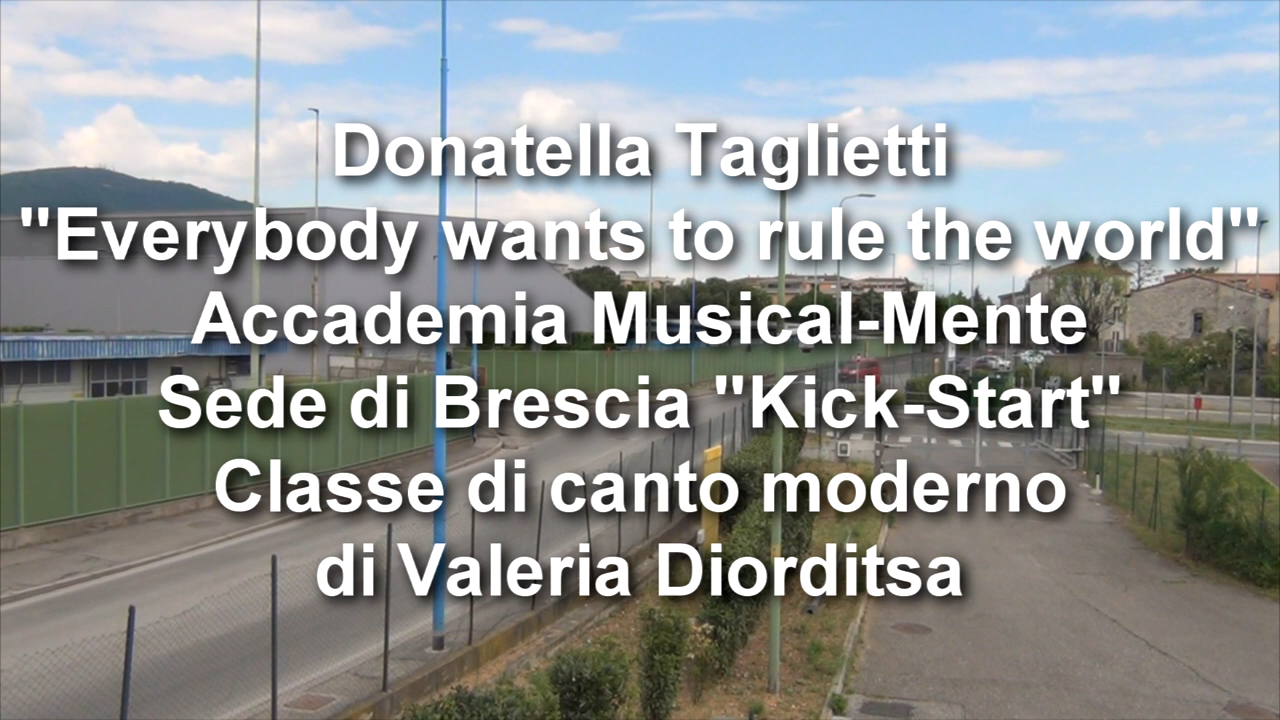 Donatella Taglietti
"Everybody wants to rule the world"
Accademia Musical-Mente
Sede di Brescia "Kick-Start"
Classe di canto moderno
di Valeria Diorditsa